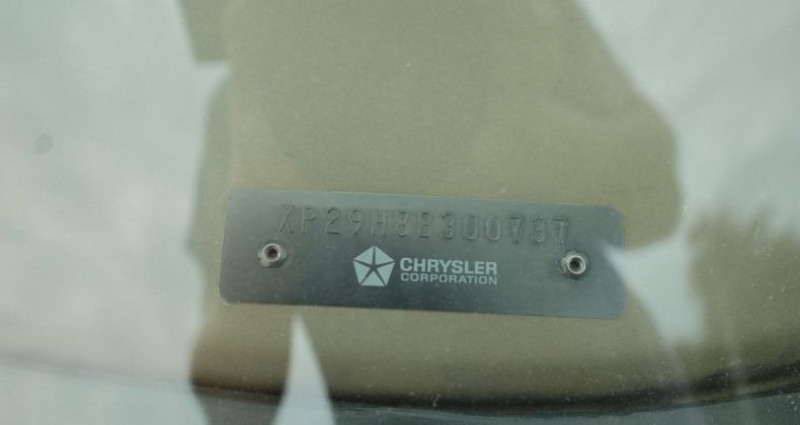 XP29H8B300737
CHRYSLER
CORPORATION